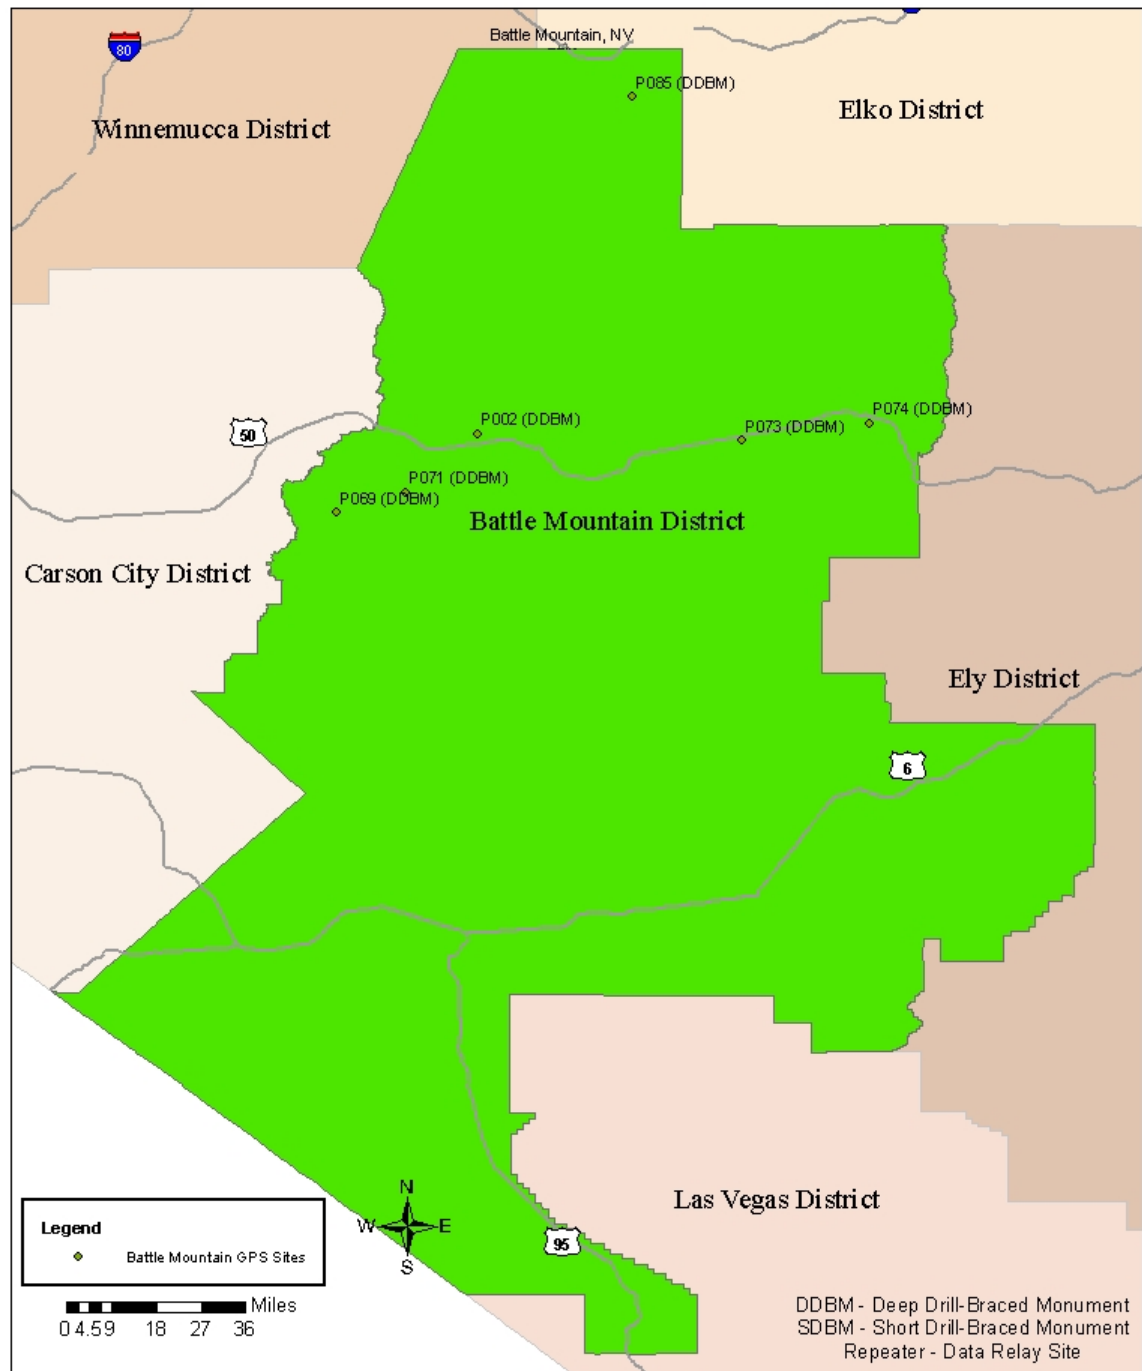 80
Battle Mountain, NV
P085 (DDBM)
Elko District
Winnemucca District
P074 (DDBM)
P002 (DDBM)
P073 (DDBM)
50
P071 (DDBM)
P069 (DDBM)
Battle Mountain District
Carson City District
Ely District
6
N
W E
S
Las Vegas District
95
Legend
Battle Mountain GPS Sites
Miles
0 4.5 9 18 27 36
DDBM - Deep Drill-Braced Monument
SDBM - Short Drill-Braced Monument
Repeater - Data Relay Site